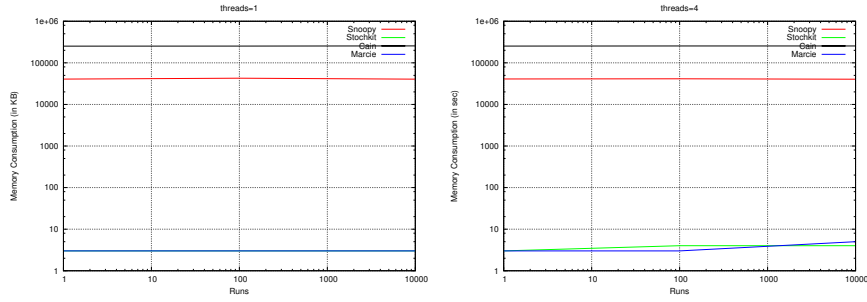 threads=1
Memory Consumption (in KB)
1e+06
100000
10000
1000
100
10
1
Snoopy
Stochkit
Cain
Marcie
1 10 100 1000 10000
Runs
threads=4
Memory Consumption (in sec)
1e+06
100000
10000
1000
100
10
1
Snoopy
Stochkit
Cain
Marcie
1 10 100 1000 10000
Runs